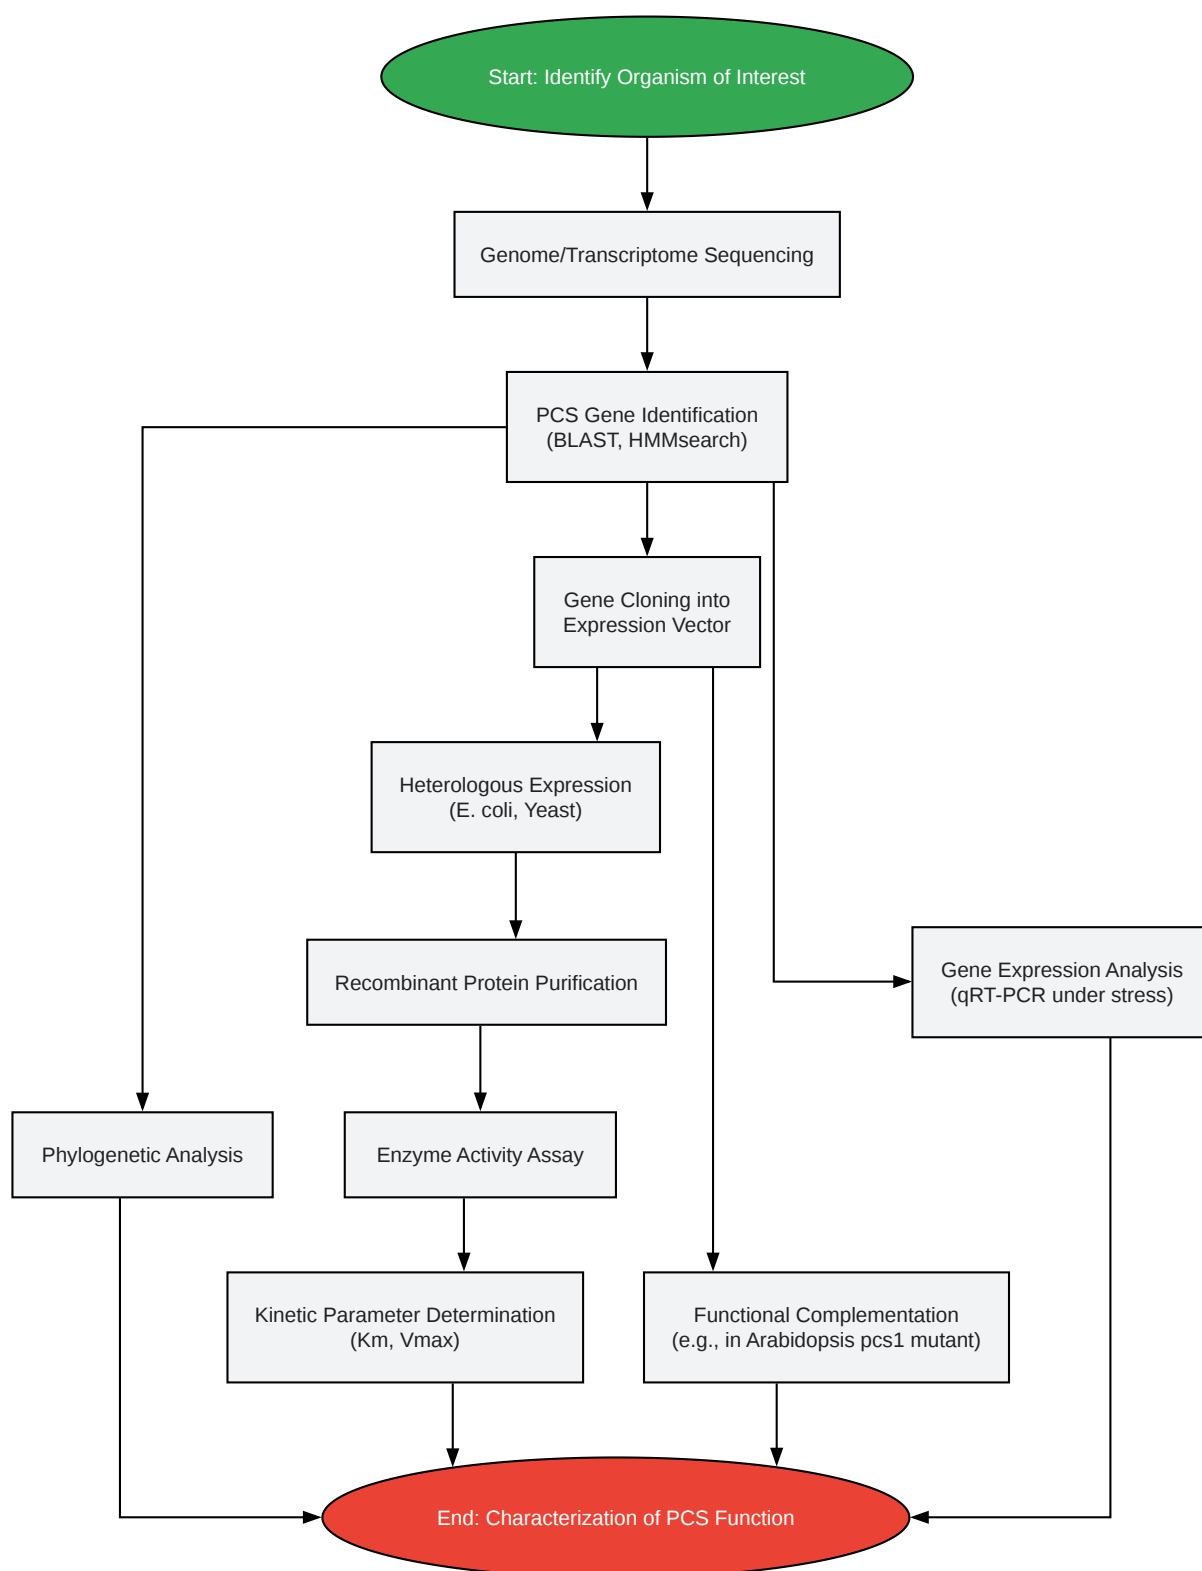 Start: Identify Organism of Interest
Genome/Transcriptome Sequencing
PCS Gene Identification
(BLAST, HMMsearch)
Gene Cloning into
Expression Vector
Heterologous Expression
(E. coli, Yeast)
Recombinant Protein Purification
Gene Expression Analysis
(qRT-PCR under stress)
Phylogenetic Analysis
Enzyme Activity Assay
Kinetic Parameter Determination
(Km, Vmax)
Functional Complementation
(e.g., in Arabidopsis pcs1 mutant)
End: Characterization of PCS Function